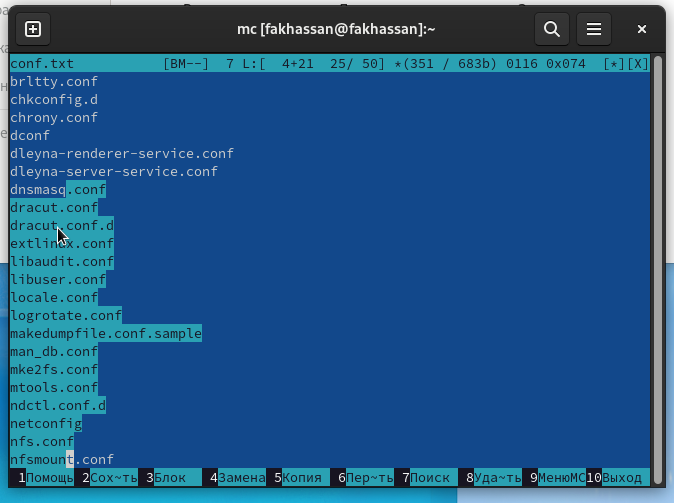 mc [fakhassan@fakhassan]:~
conf.txt [BM--] 7 L:[ 4+21 25/ 50] *(351 / 683b) 0116 0x074 [*][X]
brltty.conf
chkconfig.d
chrony.conf
dconf
dleyna-renderer-service.conf
dleyna-server-service.conf
dnsmasq.conf
dracut.conf
dracut.conf.d
extlinux.conf
libaudit.conf
libuser.conf
locale.conf
logrotate.conf
makedumpfile.conf.sample
man_db.conf
mke2fs.conf
mtools.conf
ndctl.conf.d
netconfig
nfs.conf
nfsmount.conf
1Помощь 2Сох~ть 3Блок 4Замена 5Копия 6Пер~ть 7Поиск 8Уда~ть 9МенюMC 10Выход